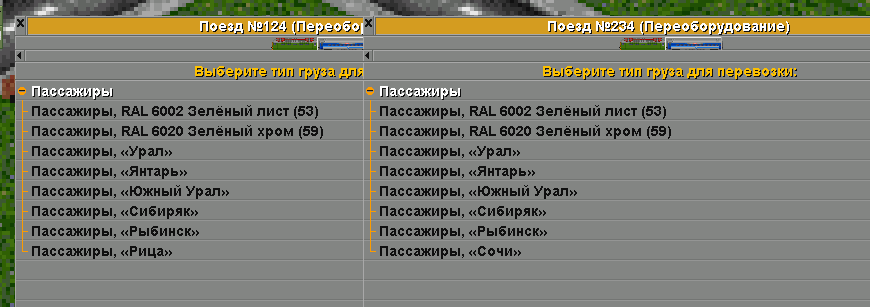 Поезд №124 (Переобор
Выберите тип груза для
Пассажиры
Пассажиры, RAL 6002 Зелёный лист (53)
Пассажиры, RAL 6020 Зелёный хром (59)
Пассажиры, «Урал»
Пассажиры, «Янтарь»
Пассажиры, «Южный Урал»
Пассажиры, «Сибиряк»
Пассажиры, «Рыбинск»
Пассажиры, «Рица»
Поезд №234 (Переоборудование)
Выберите тип груза для перевозки:
Пассажиры
Пассажиры, RAL 6002 Зелёный лист (53)
Пассажиры, RAL 6020 Зелёный хром (59)
Пассажиры, «Урал»
Пассажиры, «Янтарь»
Пассажиры, «Южный Урал»
Пассажиры, «Сибиряк»
Пассажиры, «Рыбинск»
Пассажиры, «Сочи»